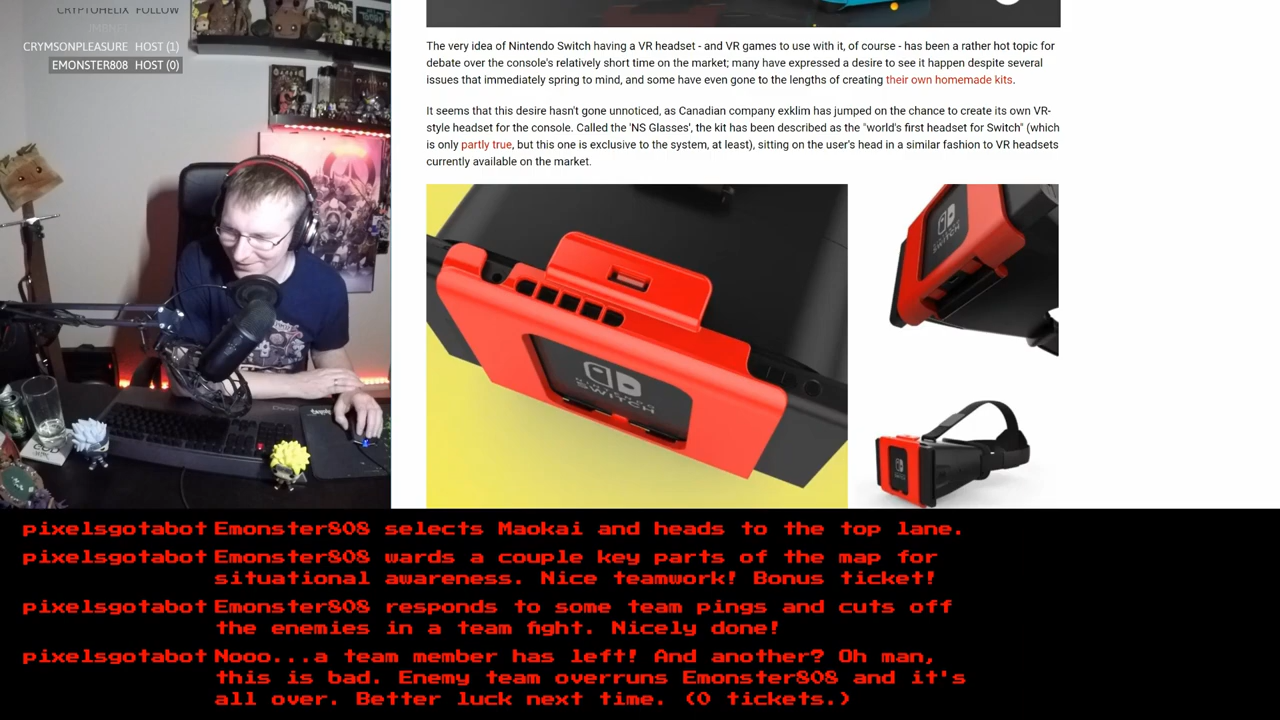 CRYPTOHELIX FOLLOW
CRYMSONPLEASURE HOST (1)
EMONSTER808 HOST (0)
The very idea of Nintendo Switch having a VR headset - and VR games to use with it, of course - has been a rather hot topic for
debate over the console's relatively short time on the market; many have expressed a desire to see it happen despite several
issues that immediately spring to mind, and some have even gone to the lengths of creating their own homemade kits.
It seems that this desire hasn't gone unnoticed, as Canadian company exklim has jumped on the chance to create its own VR-
style headset for the console. Called the 'NS Glasses', the kit has been described as the "world's first headset for Switch" (which
is only partly true, but this one is exclusive to the system, at least), sitting on the user's head in a similar fashion to VR headsets
currently available on the market.
SWITCH
SWITCH
pixelsgotabot Emonster808 selects Maokai and heads to the top lane.
pixelsgotabot Emonster808 wards a couple key parts of the map for
situational awareness. Nice teamwork! Bonus ticket!
pixelsgotabot Emonster808 responds to some team pings and cuts off
the enemies in a team fight. Nicely done!
pixelsgotabot Nooo...a team member has left! And another? Oh man,
this is bad. Enemy team overruns Emonster808 and it's
all over. Better luck next time. (0 tickets.)